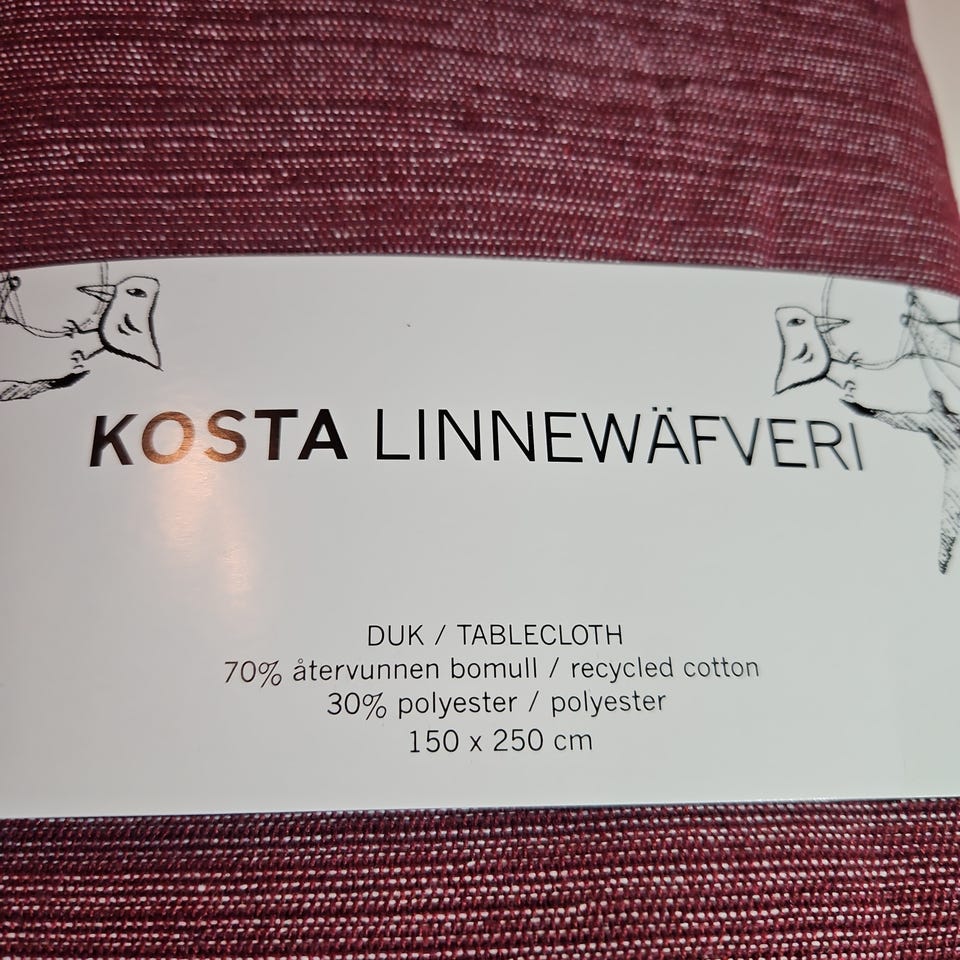 KOSTA LINNEWÄFVERI
DUK / TABLECLOTH
70% återvunnen bomull / recycled cotton
30% polyester / polyester
150 x 250 cm